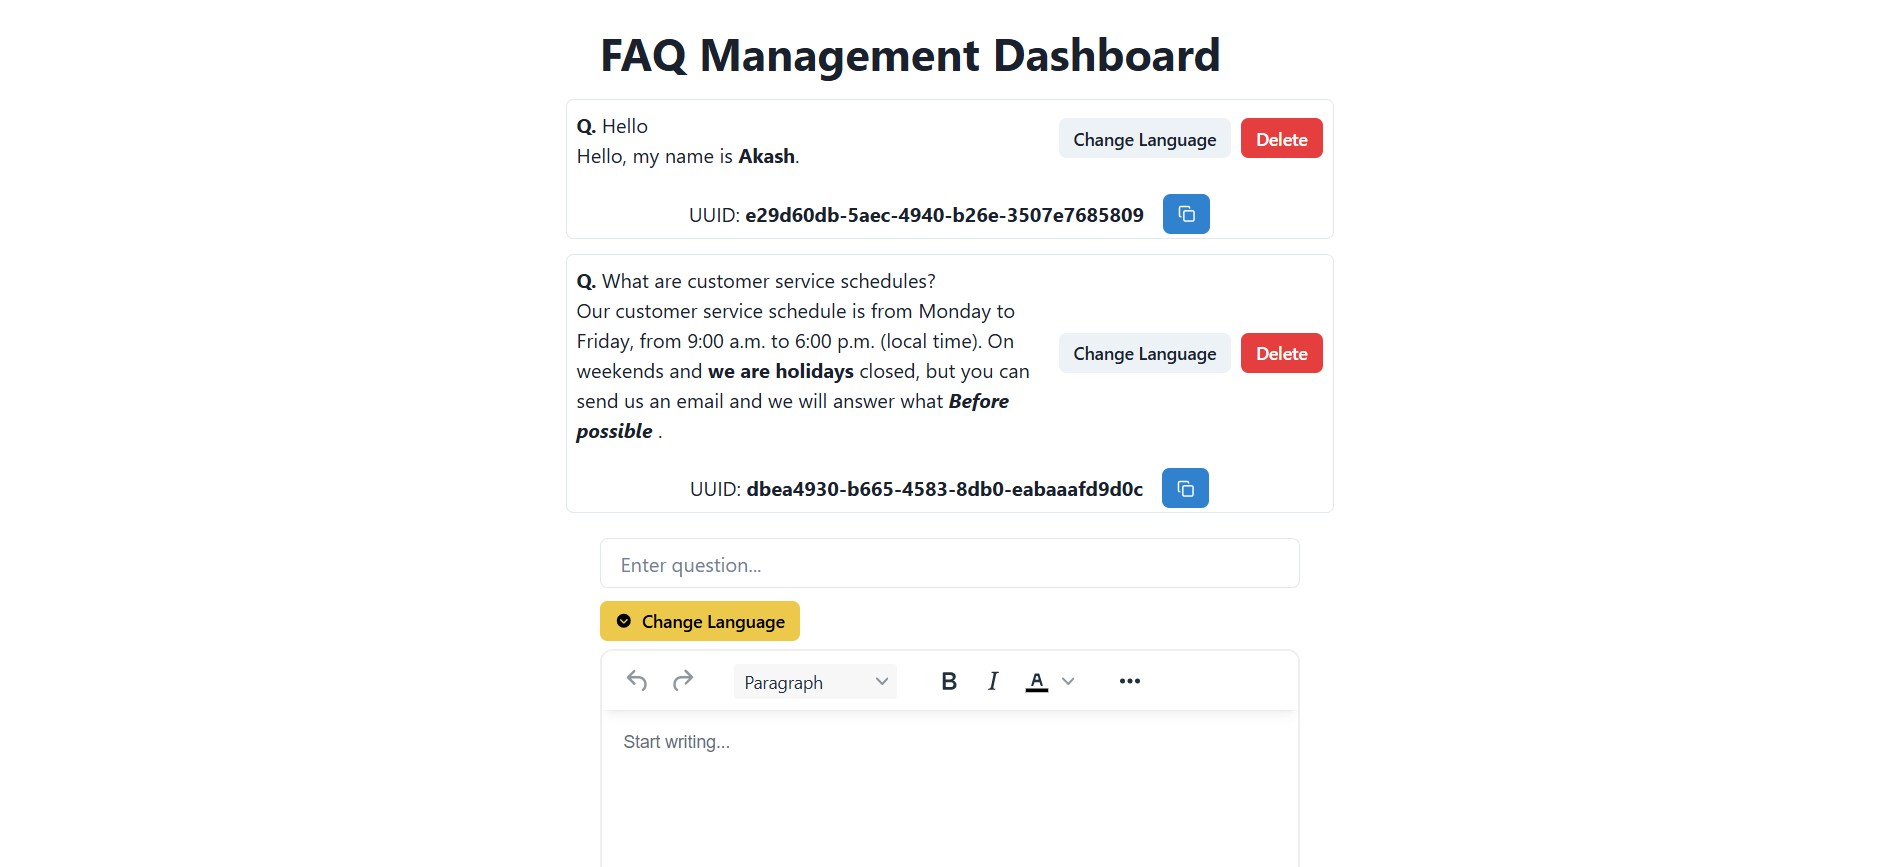 FAQ Management Dashboard
Q. Hello
Hello, my name is Akash.
Change Language
Delete
UUID: e29d60db-5aec-4940-b26e-3507e7685809
Q. What are customer service schedules?
Our customer service schedule is from Monday to
Friday, from 9:00 a.m. to 6:00 p.m. (local time). On
weekends and we are holidays closed, but you can
send us an email and we will answer what Before
possible .
Change Language
Delete
UUID: dbea4930-b665-4583-8db0-eabaaafd9d0c
Enter question...
Change Language
Paragraph
B
I
A
Start writing...